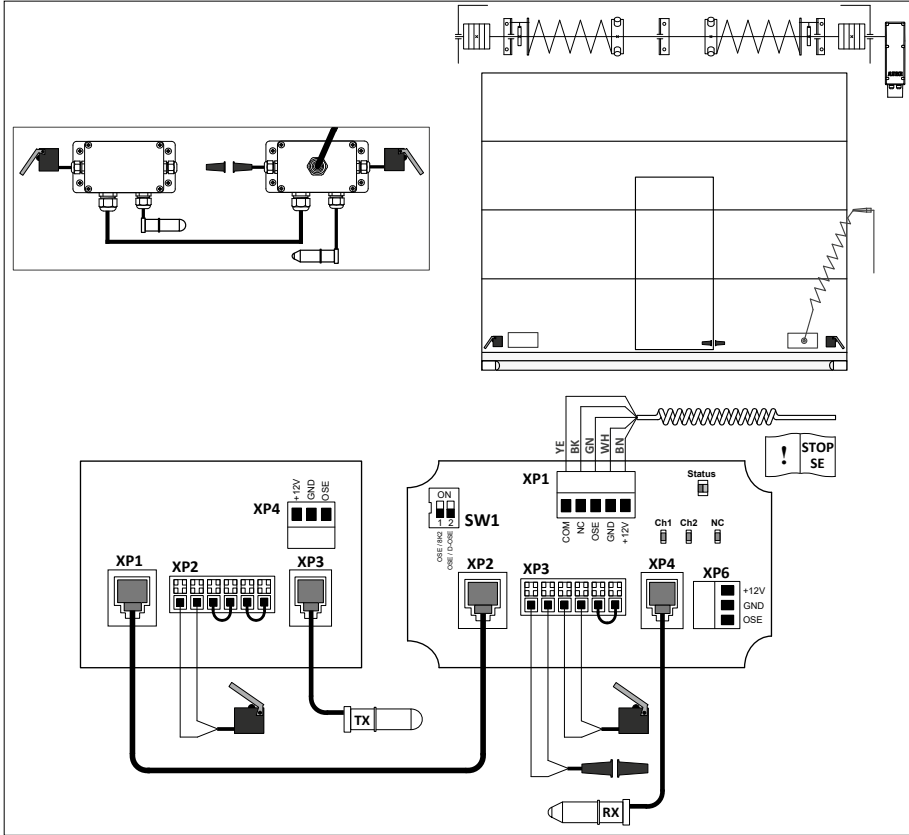 YE
BK
GN
WH
BN
! STOP
SE
XP1
Status
COM
NC
OSE
GND
+12V
Ch1 Ch2 NC
ON
1 2
SW1
OSE / 8K2
OSE / D-OSE
XP4
+12V
GND
OSE
XP1
XP2
XP3
XP2
XP3
XP4
XP6
+12V
GND
OSE
TX
RX